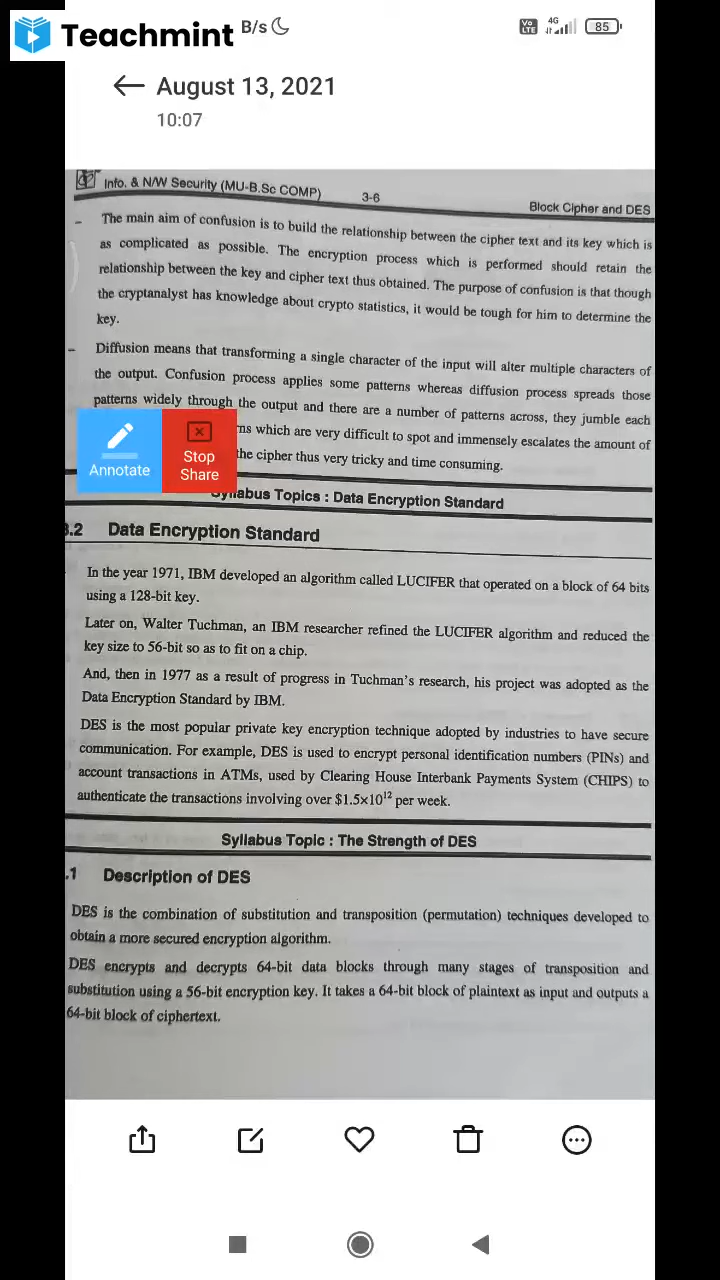 Teachmint
B/s
Vo
LTE
4G
85
August 13, 2021
10:07
Info. & N/W Security (MU-B.Sc COMP)
3-6
Block Cipher and DES
- The main aim of confusion is to build the relationship between the cipher text and its key which is
as complicated as possible. The encryption process which is performed should retain the
relationship between the key and cipher text thus obtained. The purpose of confusion is that though
the cryptanalyst has knowledge about crypto statistics, it would be tough for him to determine the
key.
- Diffusion means that transforming a single character of the input will alter multiple characters of
the output. Confusion process applies some patterns whereas diffusion process spreads those
patterns widely through the output and there are a number of patterns across, they jumble each
which are very difficult to spot and immensely escalates the amount of
the cipher thus very tricky and time consuming.
Annotate
Stop
Share
Syllabus Topics : Data Encryption Standard
3.2 Data Encryption Standard
In the year 1971, IBM developed an algorithm called LUCIFER that operated on a block of 64 bits
using a 128-bit key.
Later on, Walter Tuchman, an IBM researcher refined the LUCIFER algorithm and reduced the
key size to 56-bit so as to fit on a chip.
And, then in 1977 as a result of progress in Tuchman's research, his project was adopted as the
Data Encryption Standard by IBM.
DES is the most popular private key encryption technique adopted by industries to have secure
communication. For example, DES is used to encrypt personal identification numbers (PINs) and
account transactions in ATMs, used by Clearing House Interbank Payments System (CHIPS) to
authenticate the transactions involving over $1.5×10¹² per week.
Syllabus Topic : The Strength of DES
.1 Description of DES
DES is the combination of substitution and transposition (permutation) techniques developed to
obtain a more secured encryption algorithm.
DES encrypts and decrypts 64-bit data blocks through many stages of transposition and
substitution using a 56-bit encryption key. It takes a 64-bit block of plaintext as input and outputs a
64-bit block of ciphertext.